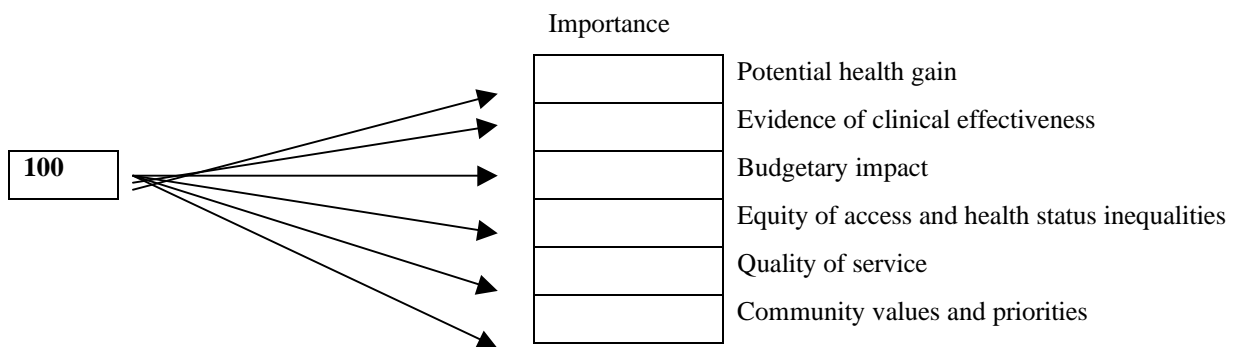 Importance
Potential health gain
Evidence of clinical effectiveness
100
Budgetary impact
Equity of access and health status inequalities
Quality of service
Community values and priorities